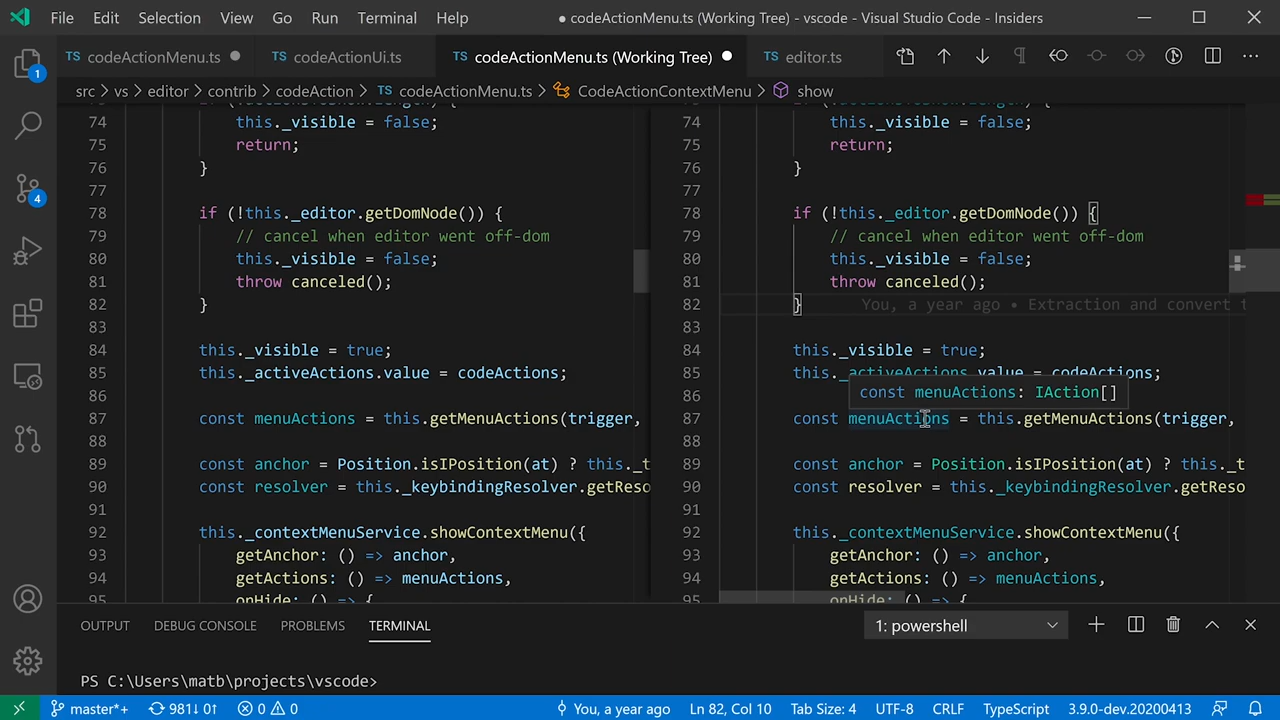 File Edit Selection View Go Run Terminal Help ● codeActionMenu.ts (Working Tree) - vscode - Visual Studio Code - Insiders
TS codeActionMenu.ts ● TS codeActionUi.ts TS codeActionMenu.ts (Working Tree) ● TS editor.ts
1
src > vs > editor > contrib > codeAction > TS codeActionMenu.ts > CodeActionContextMenu > show
74 this._visible = false;
75 return;
76 }
77
78 if (!this._editor.getDomNode()) {
79 // cancel when editor went off-dom
80 this._visible = false;
81 throw canceled();
82 }
83
84 this._visible = true;
85 this._activeActions.value = codeActions;
87 const menuActions = this.getMenuActions(trigger,
88
89 const anchor = Position.isIPosition(at) ? this._t
90 const resolver = this._keybindingResolver.getReso
91
92 this._contextMenuService.showContextMenu({
93 getAnchor: () => anchor,
94 getActions: () => menuActions,
95 onHide: () => {
74 this._visible = false;
75 return;
76 }
77
78 if (!this._editor.getDomNode()) {
79 // cancel when editor went off-dom
80 this._visible = false;
81 throw canceled();
82 } You, a year ago • Extraction and convert t
83
84 this._visible = true;
85 this._activeActions.value = codeActions;
const menuActions: IAction[]
87 const menuActions = this.getMenuActions(trigger,
88
89 const anchor = Position.isIPosition(at) ? this._t
90 const resolver = this._keybindingResolver.getReso
91
92 this._contextMenuService.showContextMenu({
93 getAnchor: () => anchor,
94 getActions: () => menuActions,
95 onHide: () => {
4
OUTPUT DEBUG CONSOLE PROBLEMS TERMINAL 1: powershell
PS C:\Users\matb\projects\vscode>
master*+ 981↓ 0↑ 0 0 You, a year ago Ln 82, Col 10 Tab Size: 4 UTF-8 CRLF TypeScript 3.9.0-dev.20200413